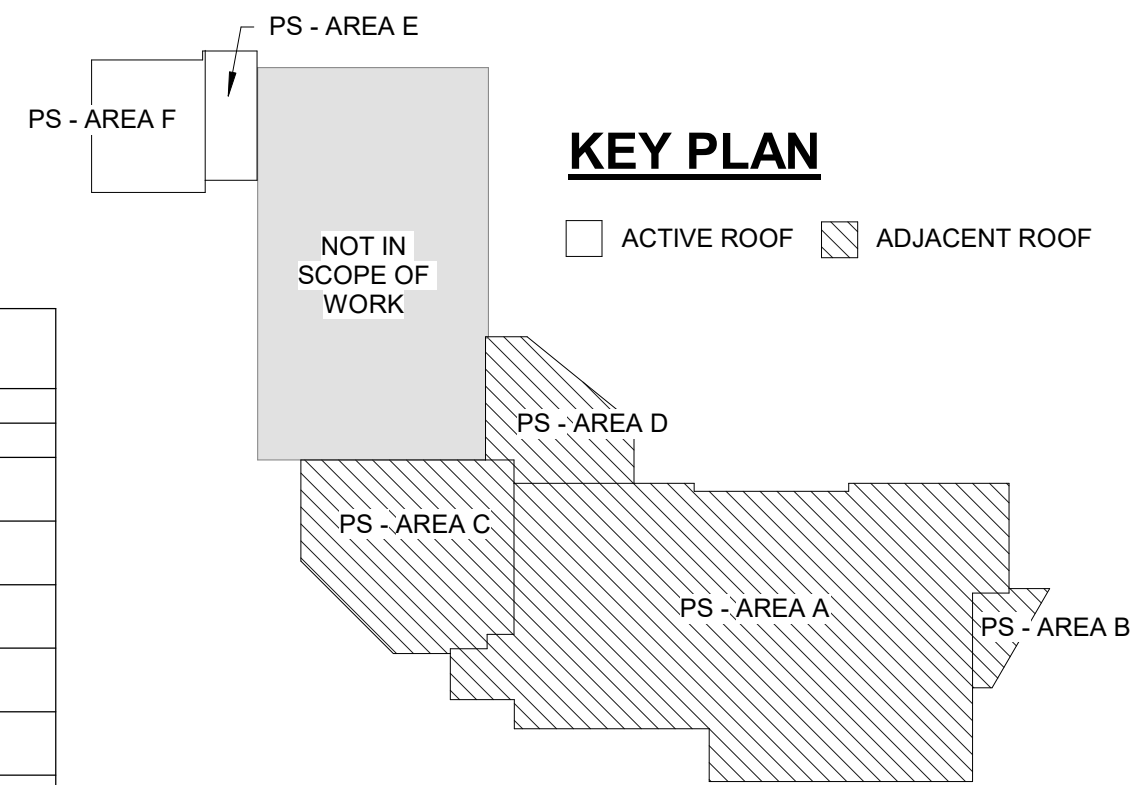 PS - AREA E
PS - AREA F
KEY PLAN
ACTIVE ROOF
ADJACENT ROOF
NOT IN
SCOPE OF
WORK
PS - AREA D
PS - AREA C
PS - AREA A
PS - AREA B